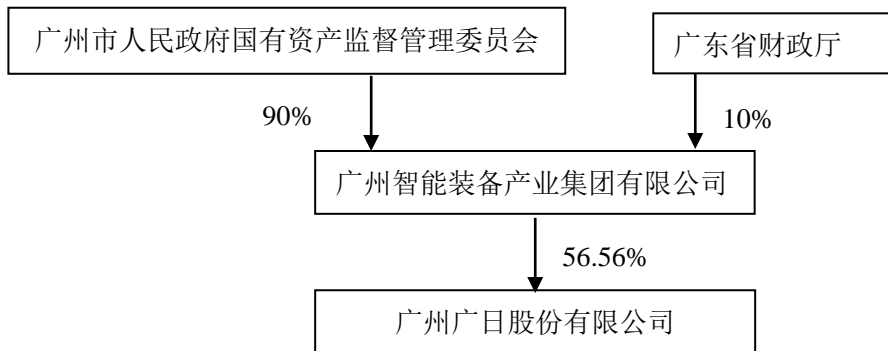 广州市人民政府国有资产监督管理委员会
广东省财政厅
90%
10%
广州智能装备产业集团有限公司
56.56%
广州广日股份有限公司